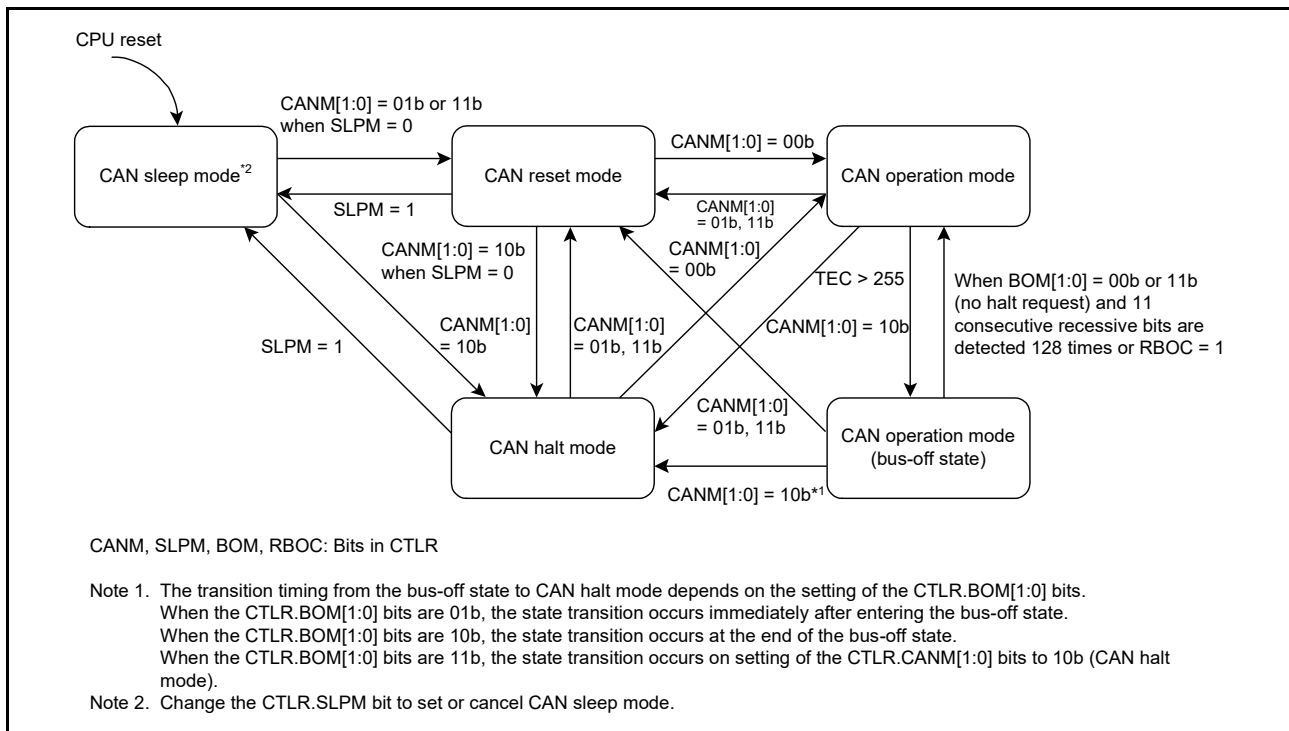 CPU reset
CANM[1:0] = 01b or 11b
when SLPM = 0
CAN sleep mode*2
CAN reset mode
CANM[1:0] = 00b
CAN operation mode
SLPM = 1
CANM[1:0]
= 01b, 11b
CANM[1:0] = 10b
when SLPM = 0
CANM[1:0]
= 00b
TEC > 255
When BOM[1:0] = 00b or 11b
(no halt request) and 11
consecutive recessive bits are
detected 128 times or RBOC = 1
SLPM = 1
CANM[1:0]
= 10b
CANM[1:0]
= 01b, 11b
CANM[1:0] = 10b
CANM[1:0]
= 01b, 11b
CAN halt mode
CAN operation mode
(bus-off state)
CANM[1:0] = 10b*1
CANM, SLPM, BOM, RBOC: Bits in CTLR
Note 1. The transition timing from the bus-off state to CAN halt mode depends on the setting of the CTLR.BOM[1:0] bits.
When the CTLR.BOM[1:0] bits are 01b, the state transition occurs immediately after entering the bus-off state.
When the CTLR.BOM[1:0] bits are 10b, the state transition occurs at the end of the bus-off state.
When the CTLR.BOM[1:0] bits are 11b, the state transition occurs on setting of the CTLR.CANM[1:0] bits to 10b (CAN halt
mode).
Note 2. Change the CTLR.SLPM bit to set or cancel CAN sleep mode.